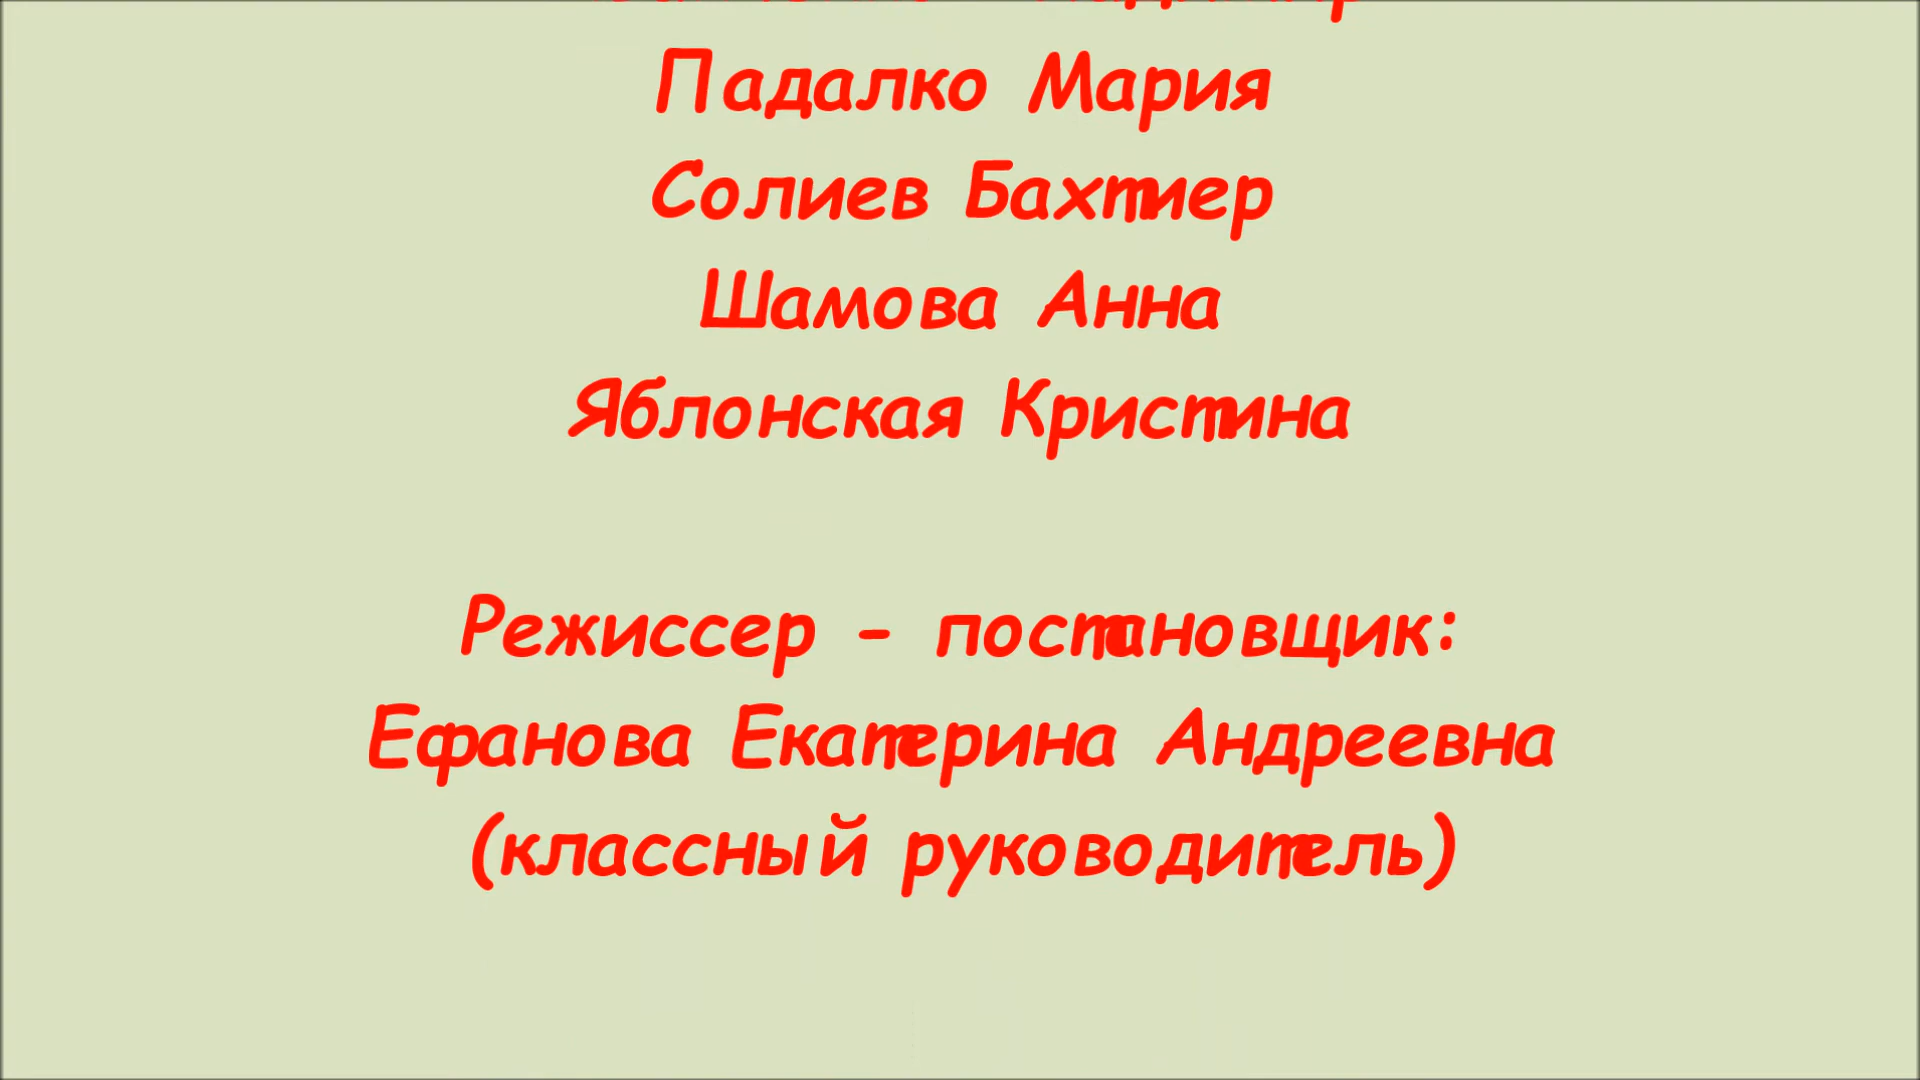 Падалко Мария
Солиев Бахтиер
Шамова Анна
Яблонская Кристина
Режиссер - постановщик:
Ефанова Екатерина Андреевна
(классный руководитель)